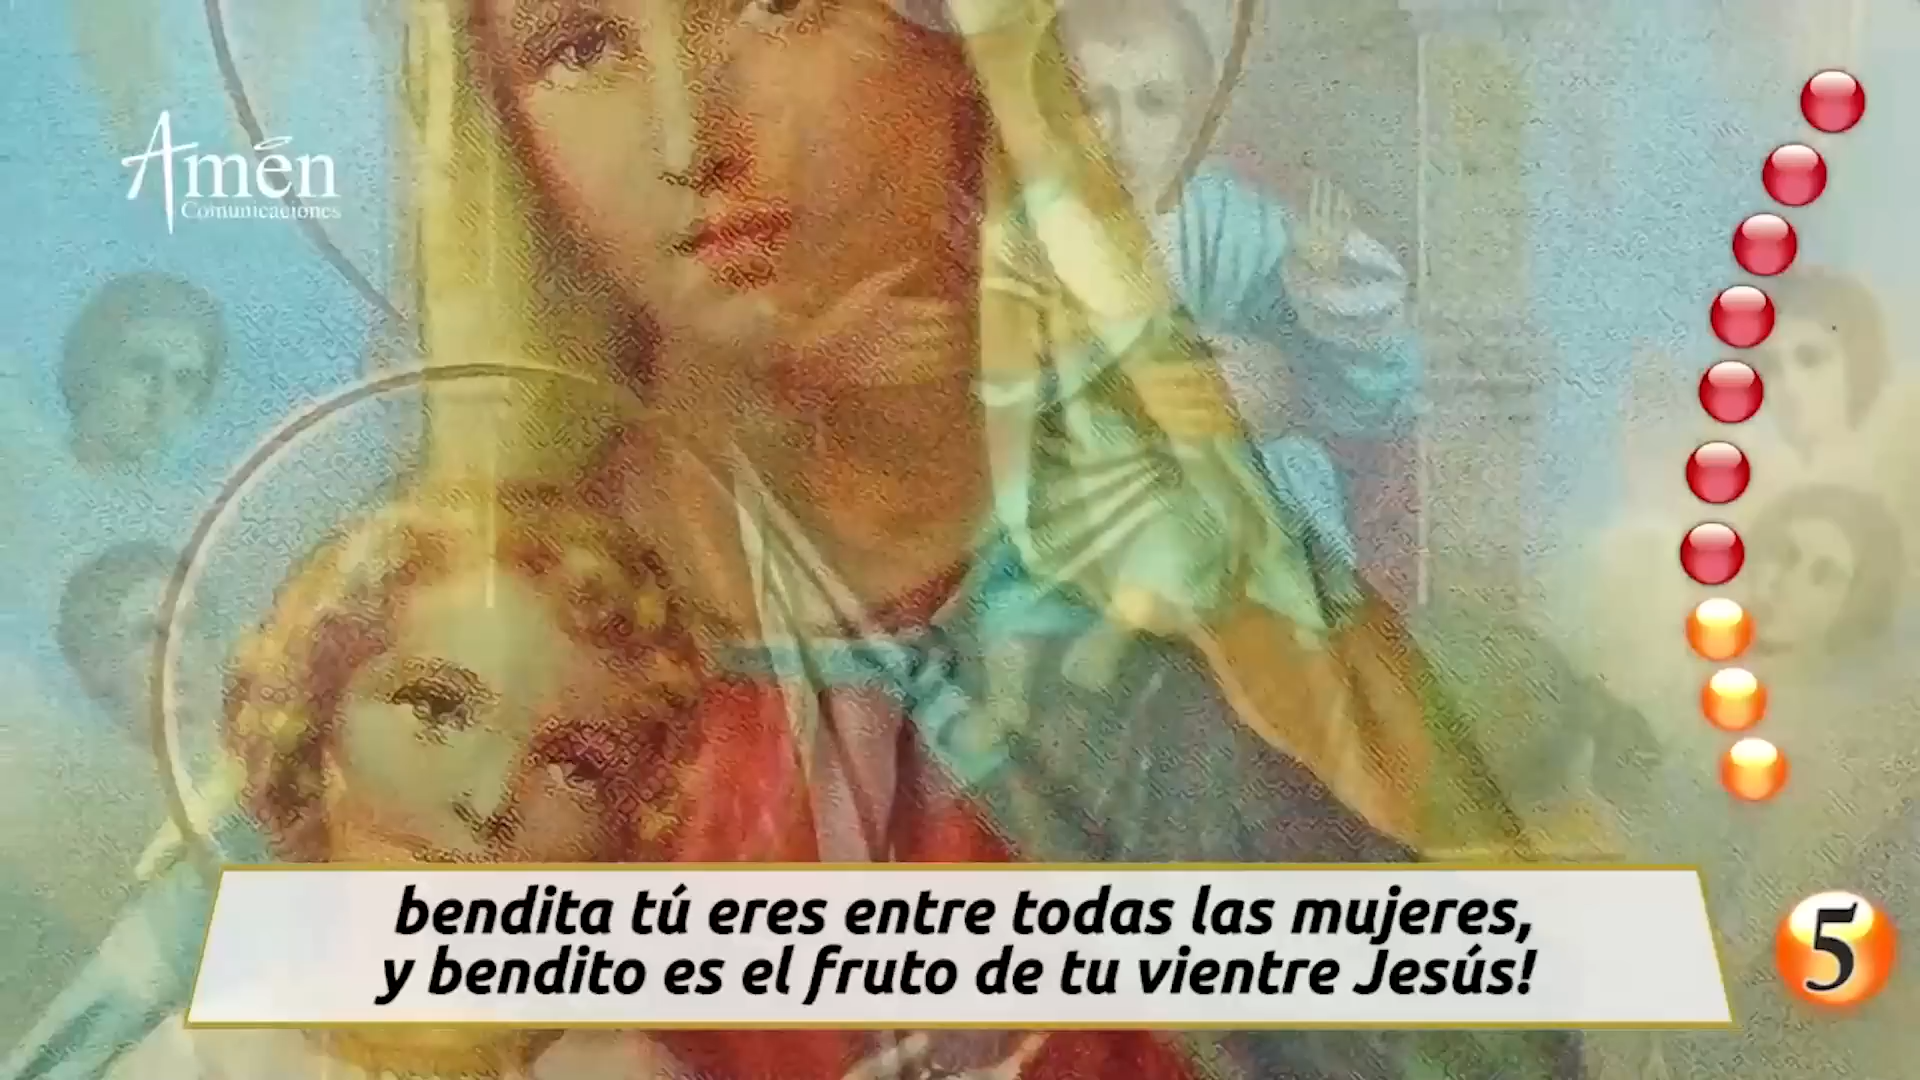 Amén
Comunicaciones
bendita tú eres entre todas las mujeres,
y bendito es el fruto de tu vientre Jesús!
5